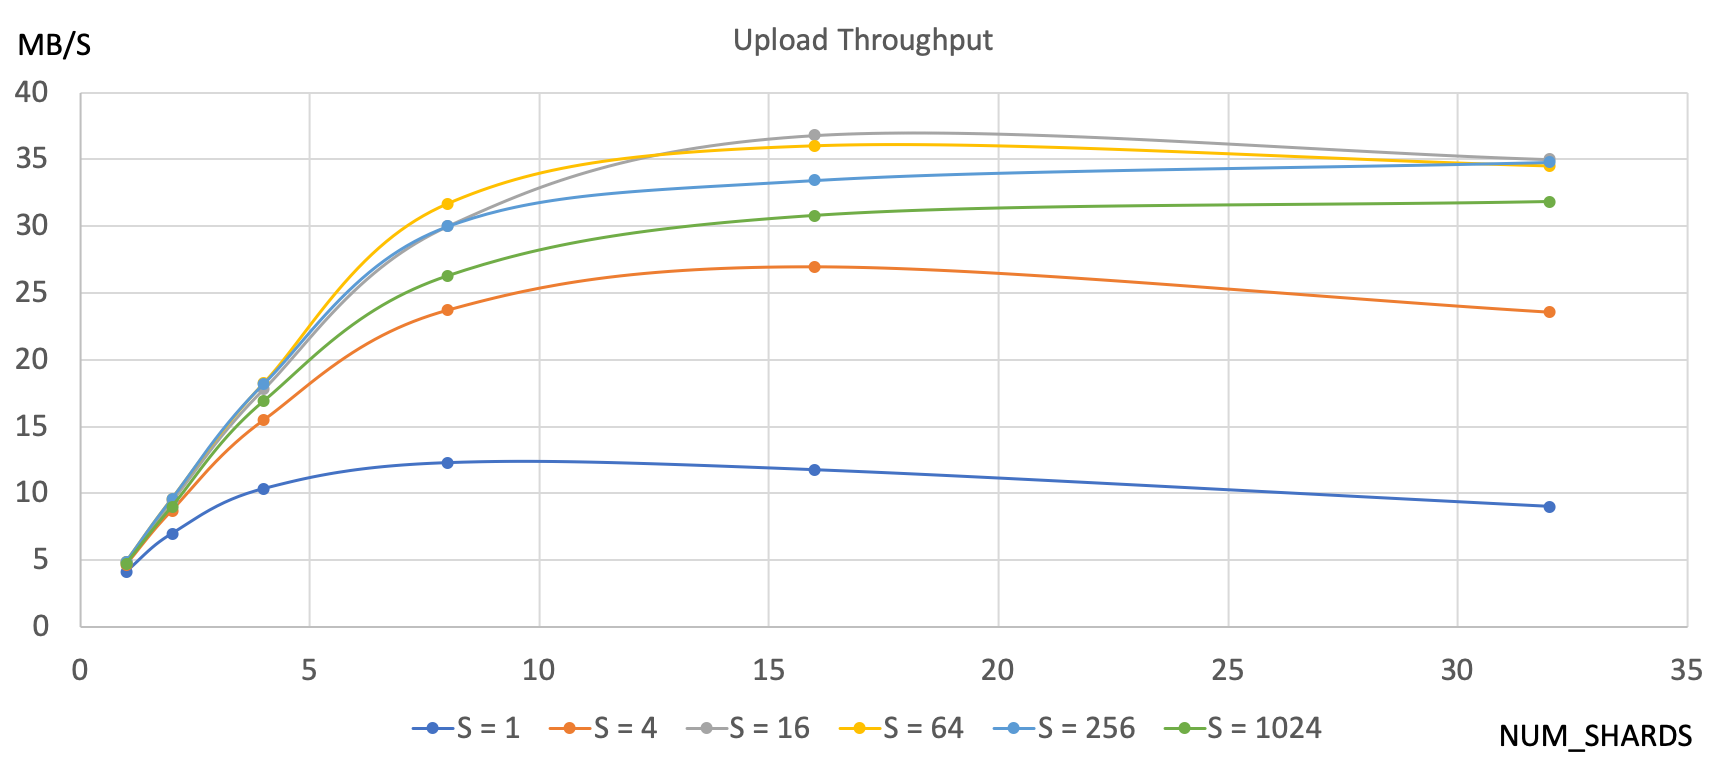 Upload Throughput
MB/S
40
35
30
25
20
15
10
5
0
0 5 10 15 20 25 30 35
S = 1 S = 4 S = 16 S = 64 S = 256 S = 1024
NUM_SHARDS